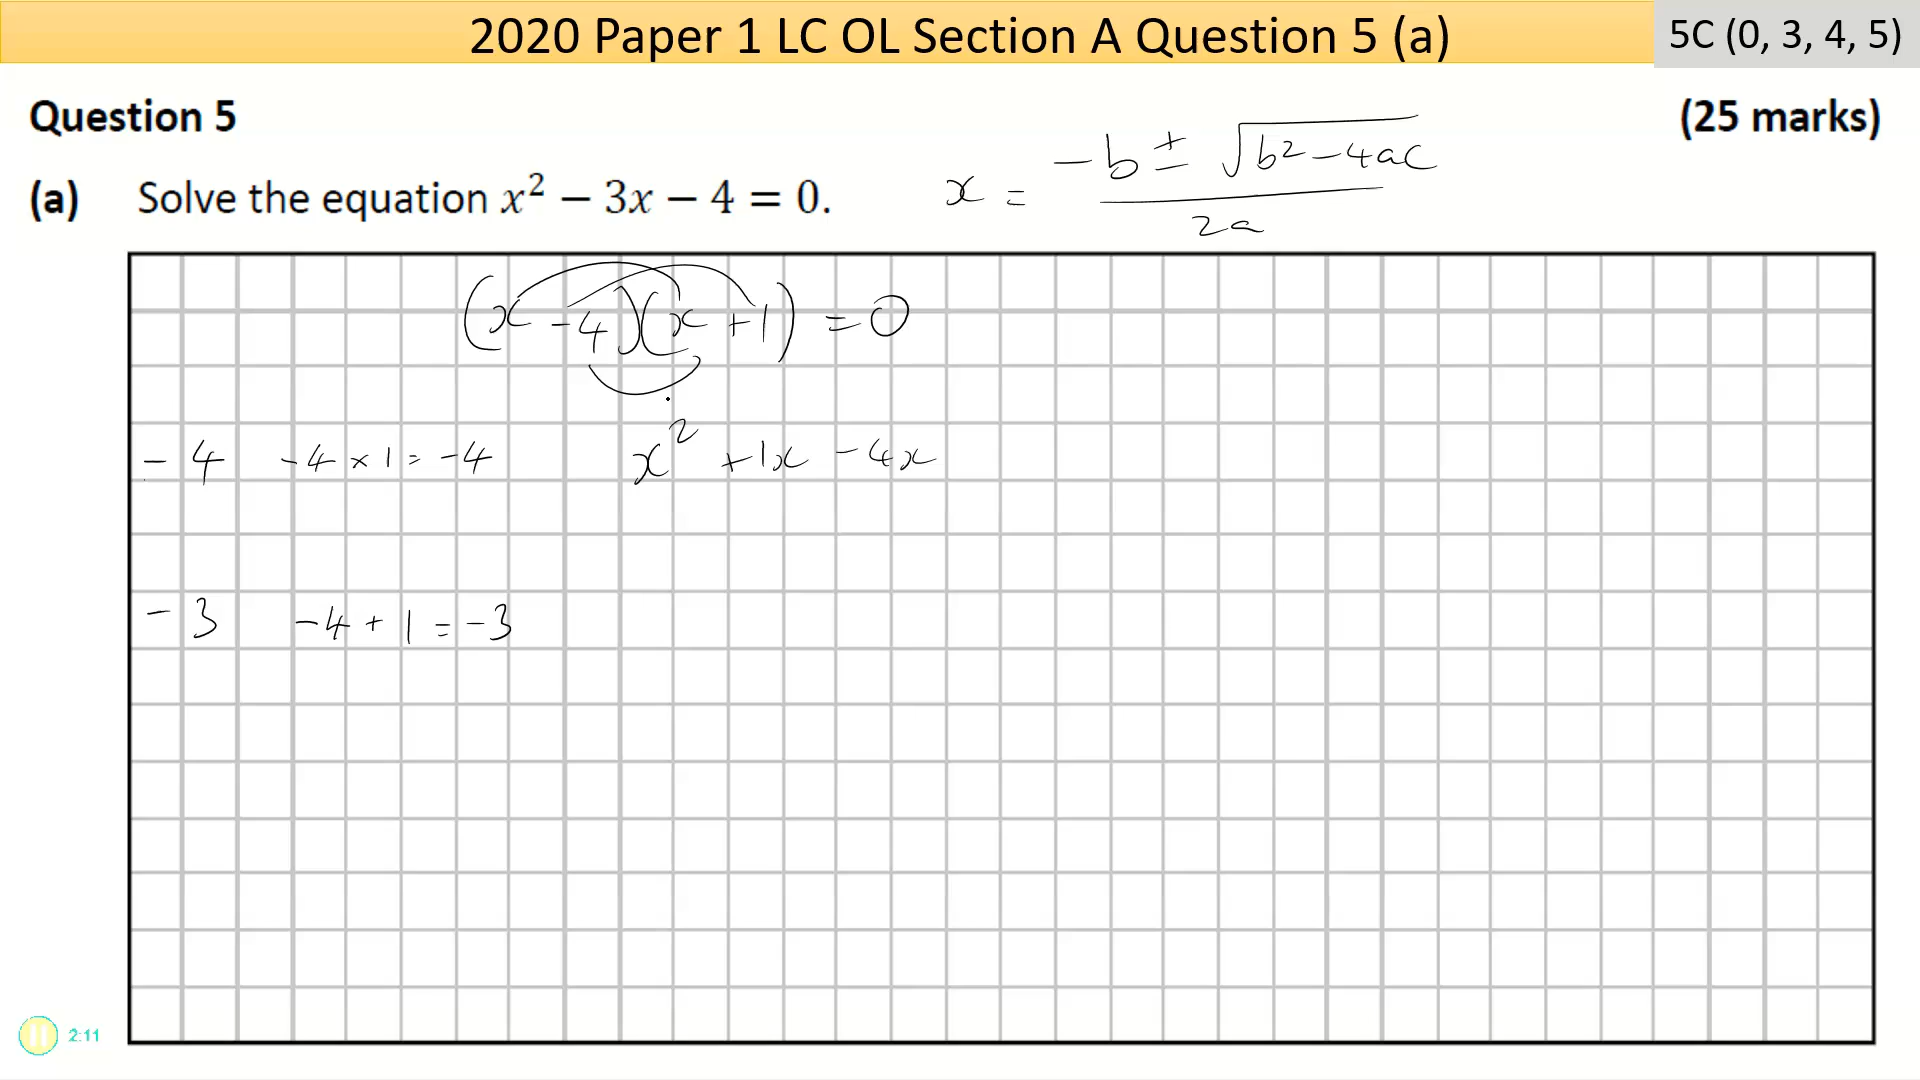 2020 Paper 1 LC OL Section A Question 5 (a)
5C (0, 3, 4, 5)
Question 5
(25 marks)
(a) Solve the equation x² − 3x − 4 = 0.
x = −b ± √b² − 4ac
2a
(x − 4)(x + 1) = 0
− 4 −4 × 1 = −4 x² + 1x − 4x
− 3 −4 + 1 = −3
2:11